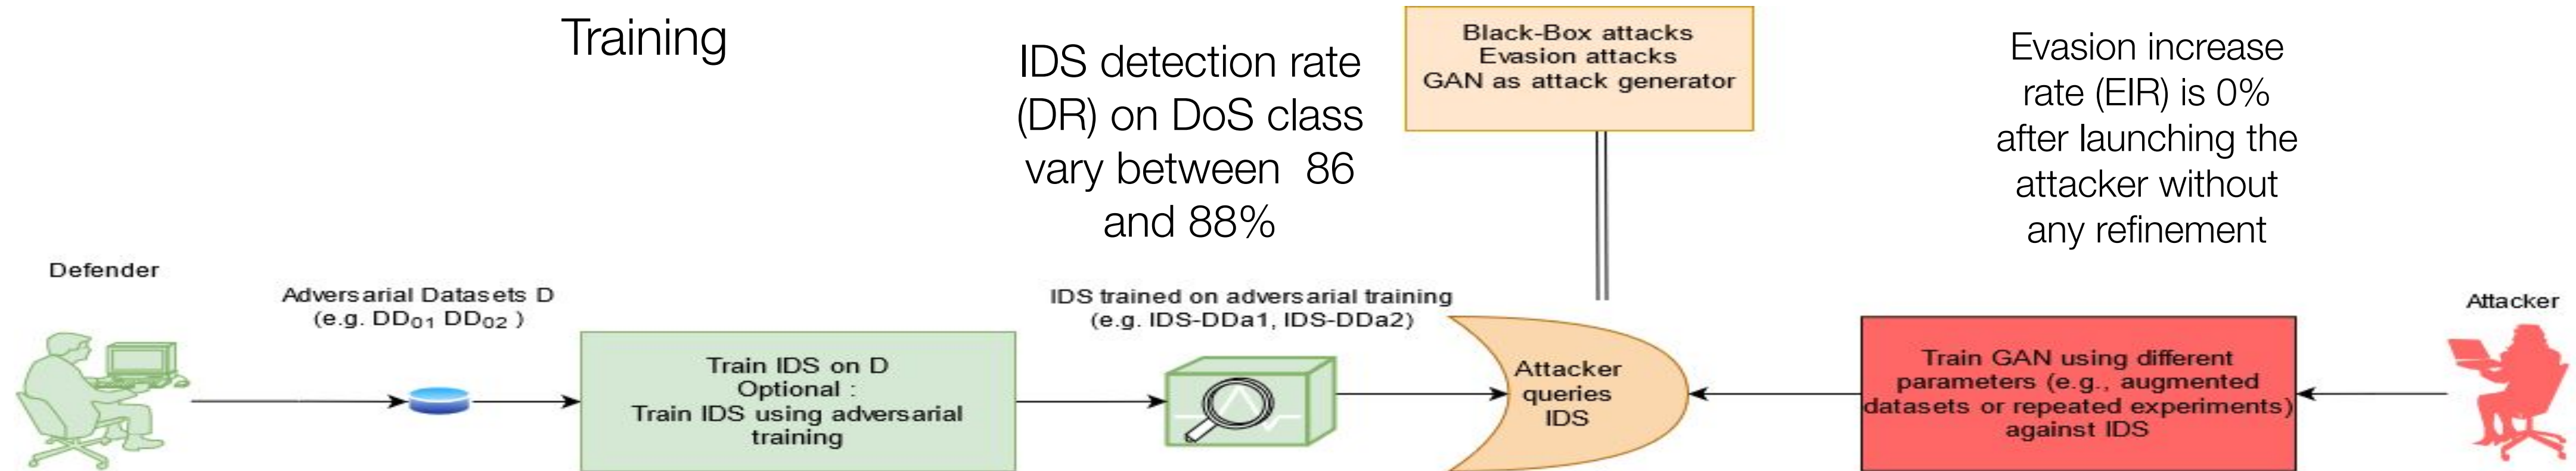 Training
IDS detection rate
(DR) on DoS class
vary between 86
and 88%
Black-Box attacks
Evasion attacks
GAN as attack generator
Evasion increase
rate (EIR) is 0%
after launching the
attacker without
any refinement
Defender
Adversarial Datasets D
(e.g. DD01 DD02 )
Train IDS on D
Optional :
Train IDS using adversarial
training
IDS trained on adversarial training
(e.g. IDS-DDa1, IDS-DDa2)
Attacker
queries
IDS
Train GAN using different
parameters (e.g., augmented
datasets or repeated experiments)
against IDS
Attacker